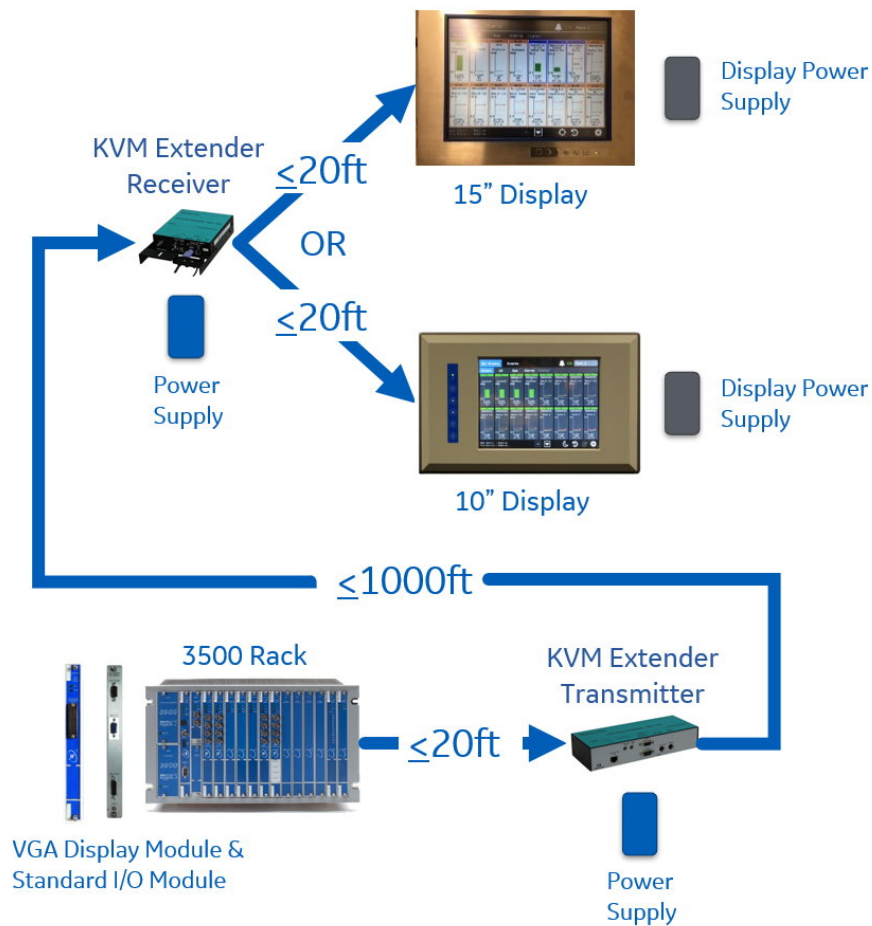 Display Power
Supply
KVM Extender
Receiver
≤20ft
15” Display
OR
≤20ft
Power
Supply
Display Power
Supply
10” Display
≤1000ft
3500 Rack
KVM Extender
Transmitter
≤20ft
VGA Display Module &
Standard I/O Module
Power
Supply